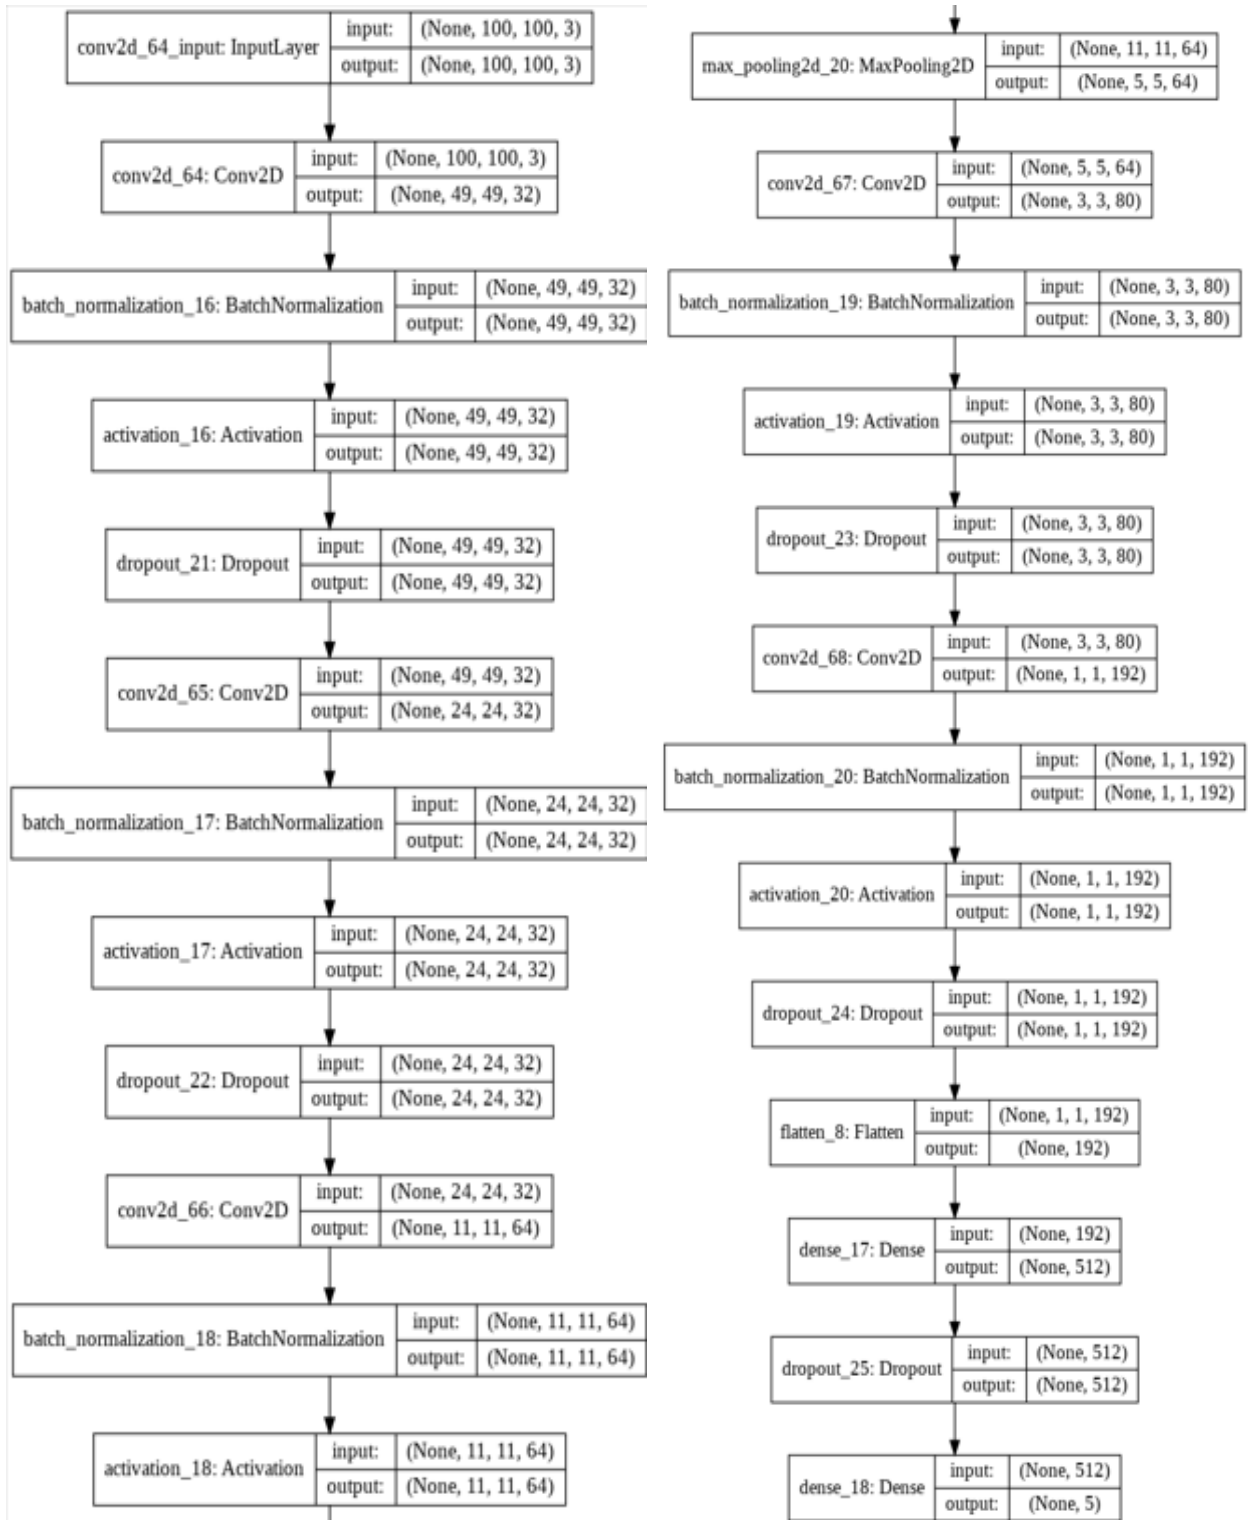 conv2d_64_input: InputLayer
input: (None, 100, 100, 3)
output: (None, 100, 100, 3)
conv2d_64: Conv2D
input: (None, 100, 100, 3)
output: (None, 49, 49, 32)
batch_normalization_16: BatchNormalization
input: (None, 49, 49, 32)
output: (None, 49, 49, 32)
activation_16: Activation
input: (None, 49, 49, 32)
output: (None, 49, 49, 32)
dropout_21: Dropout
input: (None, 49, 49, 32)
output: (None, 49, 49, 32)
conv2d_65: Conv2D
input: (None, 49, 49, 32)
output: (None, 24, 24, 32)
batch_normalization_17: BatchNormalization
input: (None, 24, 24, 32)
output: (None, 24, 24, 32)
activation_17: Activation
input: (None, 24, 24, 32)
output: (None, 24, 24, 32)
dropout_22: Dropout
input: (None, 24, 24, 32)
output: (None, 24, 24, 32)
conv2d_66: Conv2D
input: (None, 24, 24, 32)
output: (None, 11, 11, 64)
batch_normalization_18: BatchNormalization
input: (None, 11, 11, 64)
output: (None, 11, 11, 64)
activation_18: Activation
input: (None, 11, 11, 64)
output: (None, 11, 11, 64)
max_pooling2d_20: MaxPooling2D
input: (None, 11, 11, 64)
output: (None, 5, 5, 64)
conv2d_67: Conv2D
input: (None, 5, 5, 64)
output: (None, 3, 3, 80)
batch_normalization_19: BatchNormalization
input: (None, 3, 3, 80)
output: (None, 3, 3, 80)
activation_19: Activation
input: (None, 3, 3, 80)
output: (None, 3, 3, 80)
dropout_23: Dropout
input: (None, 3, 3, 80)
output: (None, 3, 3, 80)
conv2d_68: Conv2D
input: (None, 3, 3, 80)
output: (None, 1, 1, 192)
batch_normalization_20: BatchNormalization
input: (None, 1, 1, 192)
output: (None, 1, 1, 192)
activation_20: Activation
input: (None, 1, 1, 192)
output: (None, 1, 1, 192)
dropout_24: Dropout
input: (None, 1, 1, 192)
output: (None, 1, 1, 192)
flatten_8: Flatten
input: (None, 1, 1, 192)
output: (None, 192)
dense_17: Dense
input: (None, 192)
output: (None, 512)
dropout_25: Dropout
input: (None, 512)
output: (None, 512)
dense_18: Dense
input: (None, 512)
output: (None, 5)